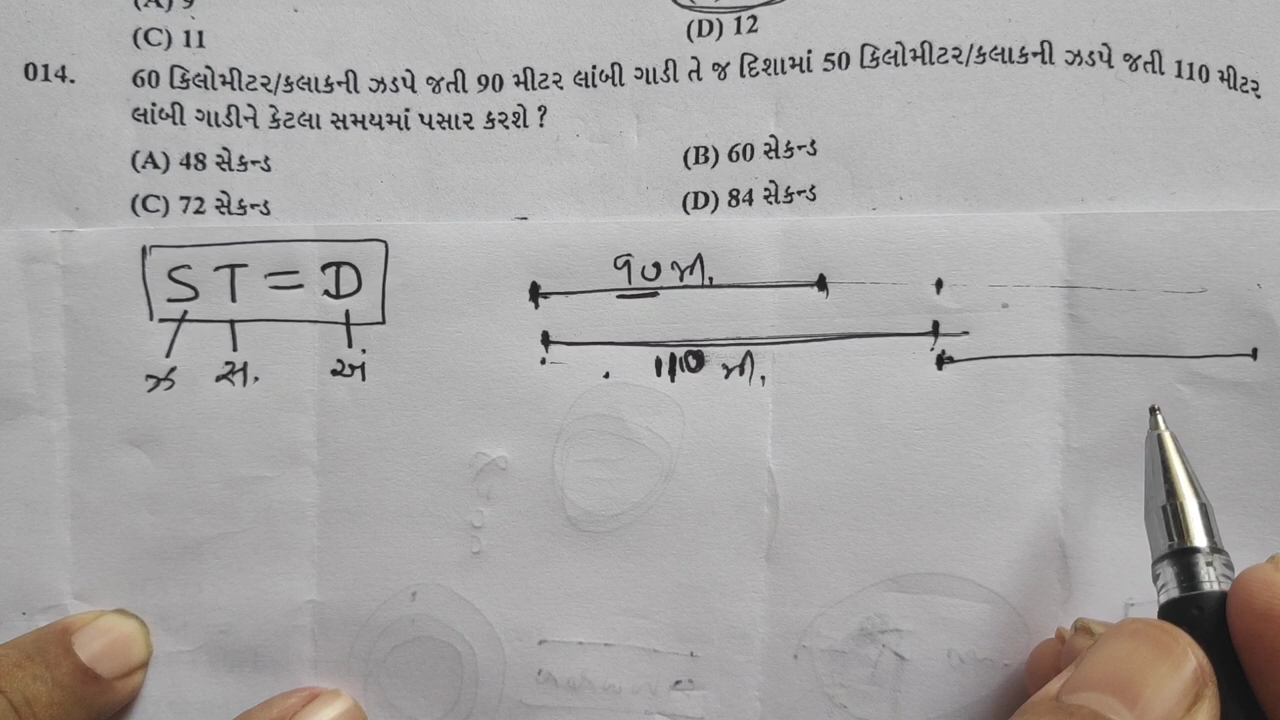 (A) 9
(C) 11
(D) 12
014. 60 કિલોમીટર/કલાકની ઝડપે જતી 90 મીટર લાંબી ગાડી તે જ દિશામાં 50 કિલોમીટર/કલાકની ઝડપે જતી 110 મીટર
લાંબી ગાડીને કેટલા સમયમાં પસાર કરશે ?
(A) 48 સેકન્ડ
(B) 60 સેકન્ડ
(C) 72 સેકન્ડ
(D) 84 સેકન્ડ
S T = D
ઝ સ. અં
90 મી.
110 મી.